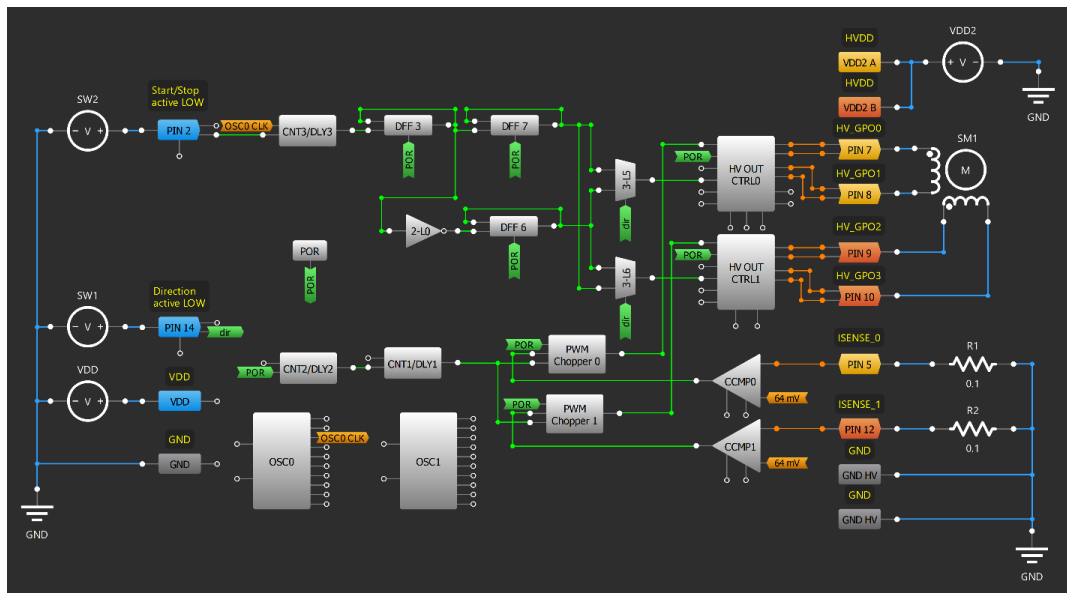 VDD2
HVDD
VDD2 A
+ V −
HVDD
VDD2 B
GND
SW2
Start/Stop
active LOW
− V +
PIN 2
OSC0 CLK
CNT3/DLY3
DFF 3
DFF 7
POR
POR
HV_GPO0
PIN 7
SM1
M
3-L5
POR
HV OUT
CTRL0
HV_GPO1
PIN 8
dir
2-L0
DFF 6
POR
HV_GPO2
PIN 9
POR
POR
3-L6
POR
HV OUT
CTRL1
HV_GPO3
PIN 10
dir
SW1
Direction
active LOW
− V +
PIN 14
dir
VDD
VDD
− V +
VDD
POR
CNT2/DLY2
CNT1/DLY1
POR
PWM
Chopper 0
POR
PWM
Chopper 1
ISENSE_0
PIN 5
R1
0.1
CCMP0
64 mV
ISENSE_1
PIN 12
R2
0.1
CCMP1
64 mV
GND
GND
OSC0
OSC0 CLK
OSC1
GND
GND HV
GND
GND HV
GND
GND